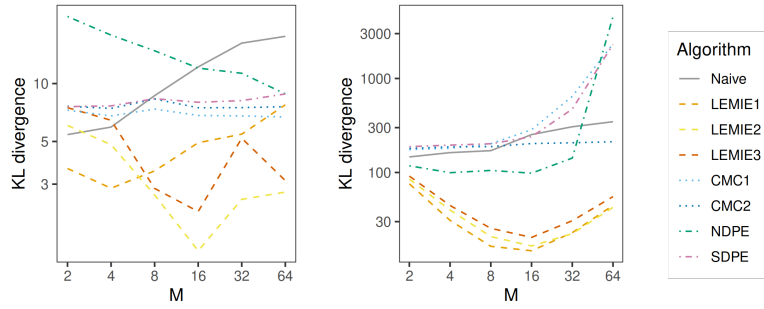 KL divergence
10
5
3
2 4 8 16 32 64
M
KL divergence
3000
1000
300
100
30
2 4 8 16 32 64
M
Algorithm
Naive
LEMIE1
LEMIE2
LEMIE3
CMC1
CMC2
NDPE
SDPE